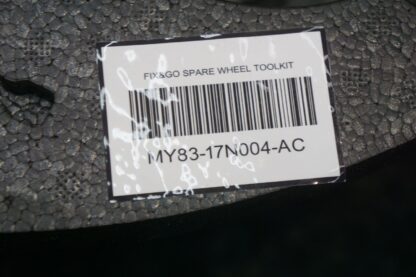 FIX&GO SPARE WHEEL TOOLKIT
MY83-17N004-AC